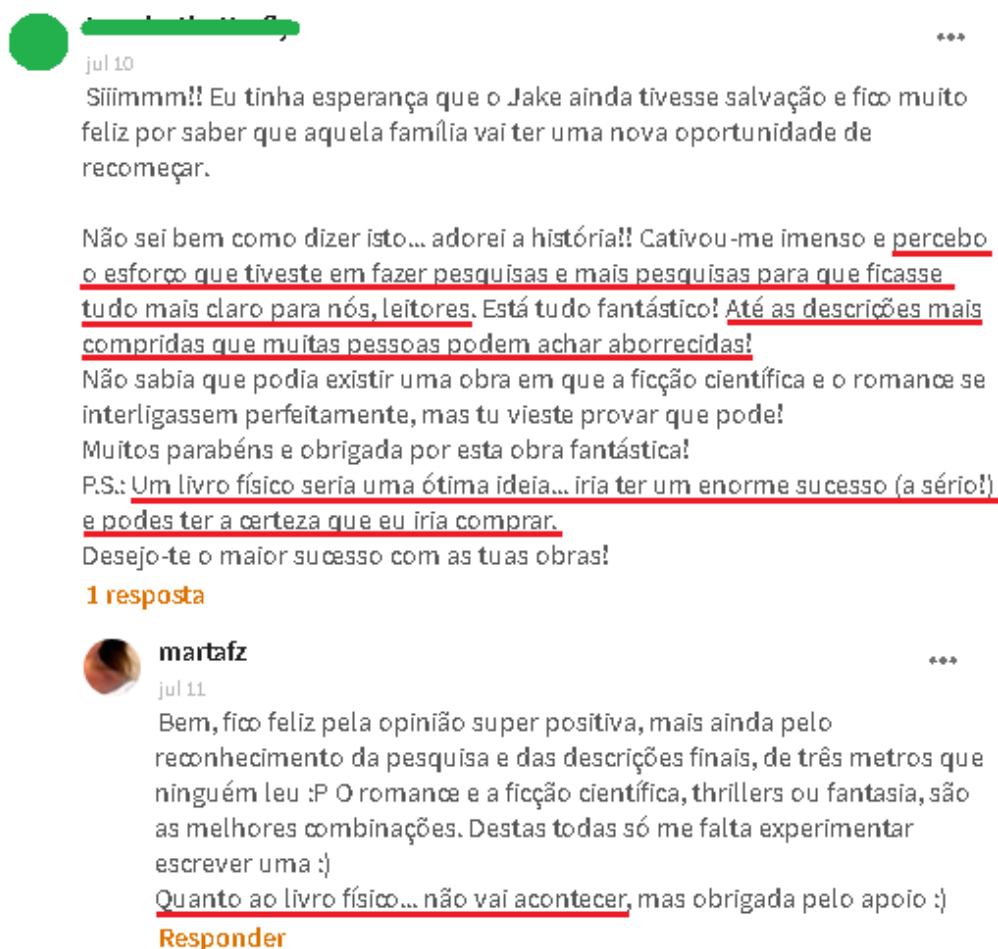 jul 10
Siiimmm!! Eu tinha esperança que o Jake ainda tivesse salvação e fico muito
feliz por saber que aquela família vai ter uma nova oportunidade de
recomeçar.
Não sei bem como dizer isto... adorei a história!! Cativou-me imenso e percebo
o esforço que tiveste em fazer pesquisas e mais pesquisas para que ficasse
tudo mais claro para nós, leitores. Está tudo fantástico! Até as descrições mais
compridas que muitas pessoas podem achar aborrecidas!
Não sabia que podia existir uma obra em que a ficção científica e o romance se
interligassem perfeitamente, mas tu vieste provar que pode!
Muitos parabéns e obrigada por esta obra fantástica!
P.S.: Um livro físico seria uma ótima ideia... iria ter um enorme sucesso (a sério!)
e podes ter a certeza que eu iria comprar.
Desejo-te o maior sucesso com as tuas obras!
1 resposta
martafz
jul 11
Bem, fico feliz pela opinião super positiva, mais ainda pelo
reconhecimento da pesquisa e das descrições finais, de três metros que
ninguém leu :P O romance e a ficção científica, thrillers ou fantasia, são
as melhores combinações. Destas todas só me falta experimentar
escrever uma :)
Quanto ao livro físico... não vai acontecer, mas obrigada pelo apoio :)
Responder